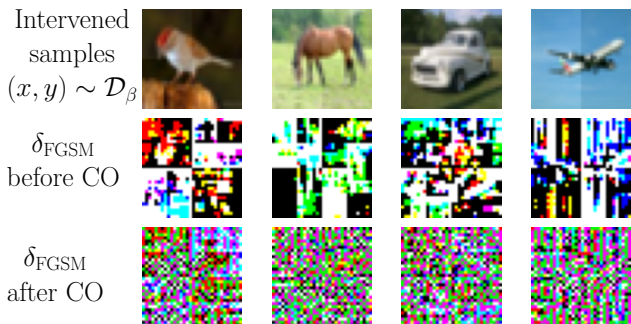 Intervened
samples
(x, y) ∼ 𝒟_β
δ_FGSM
before CO
δ_FGSM
after CO